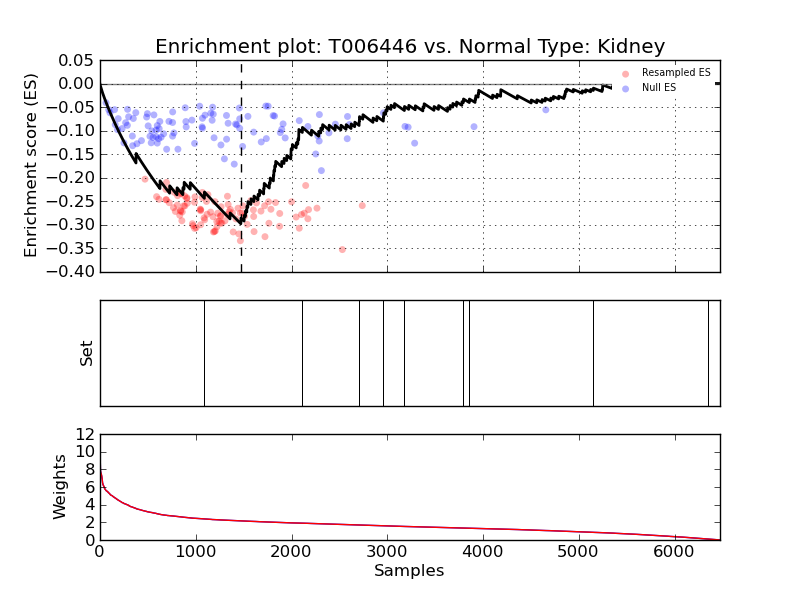 Enrichment plot: T006446 vs. Normal Type: Kidney
Enrichment score (ES)
0.05
0.00
−0.05
−0.10
−0.15
−0.20
−0.25
−0.30
−0.35
−0.40
Resampled ES
Null ES
Set
Weights
12
10
8
6
4
2
0
0 1000 2000 3000 4000 5000 6000
Samples